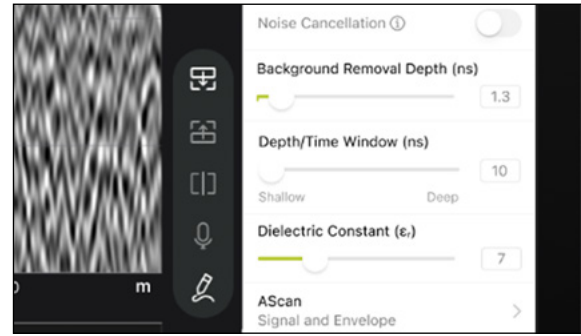 Noise Cancellation ⓘ
Background Removal Depth (ns)
1.3
Depth/Time Window (ns)
10
Shallow Deep
Dielectric Constant (εᵣ)
7
m
AScan
Signal and Envelope